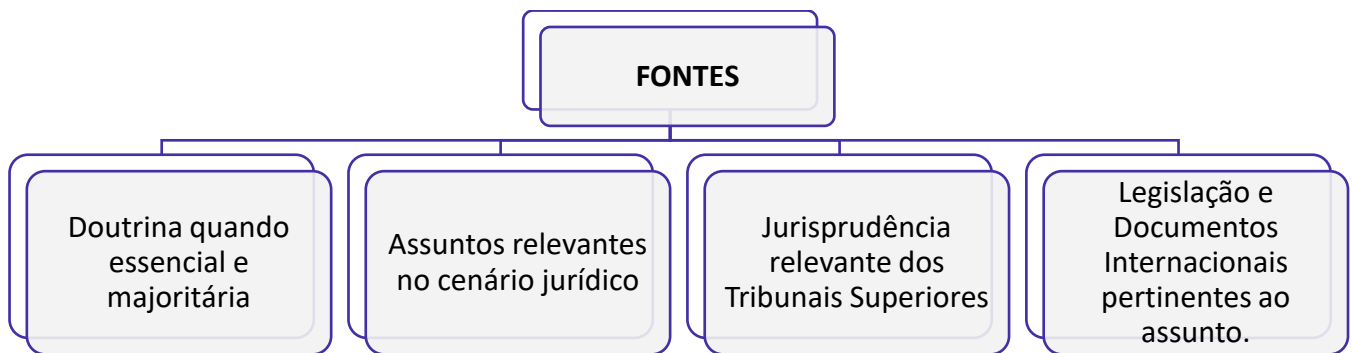 FONTES
Doutrina quando
essencial e
majoritária
Assuntos relevantes
no cenário jurídico
Jurisprudência
relevante dos
Tribunais Superiores
Legislação e
Documentos
Internacionais
pertinentes ao
assunto.